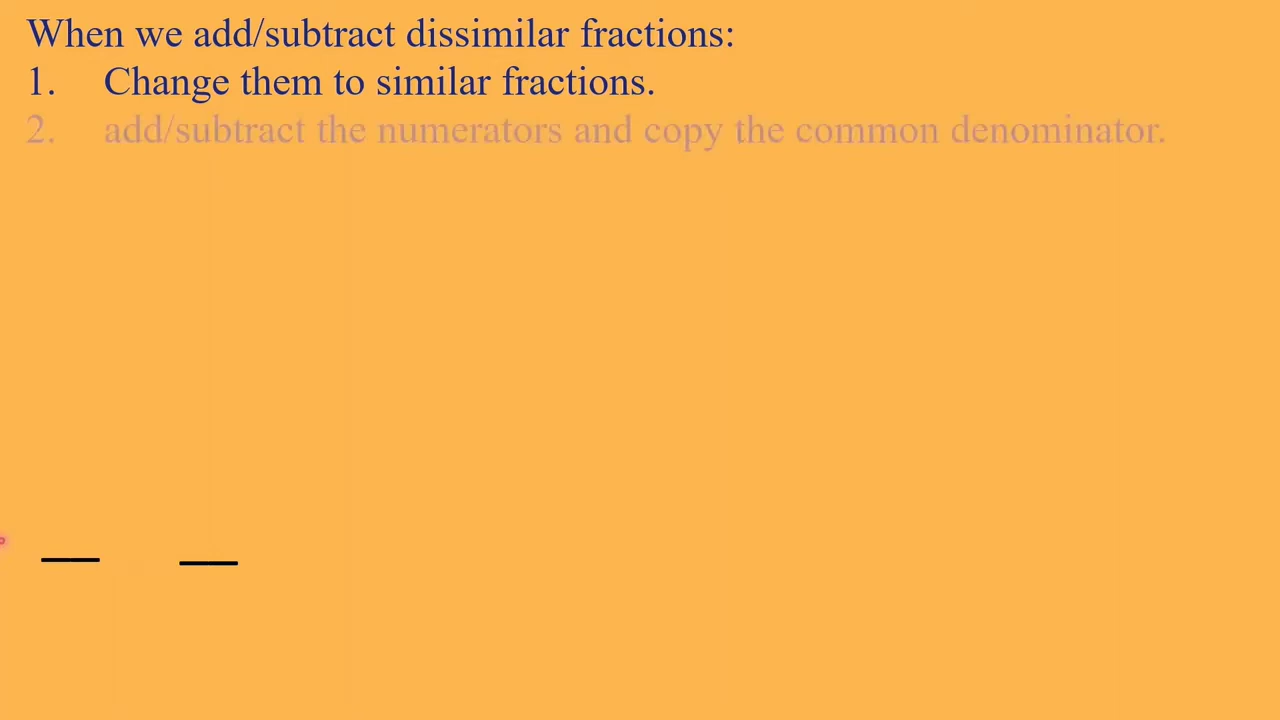 When we add/subtract dissimilar fractions:
1. Change them to similar fractions.
2. add/subtract the numerators and copy the common denominator.